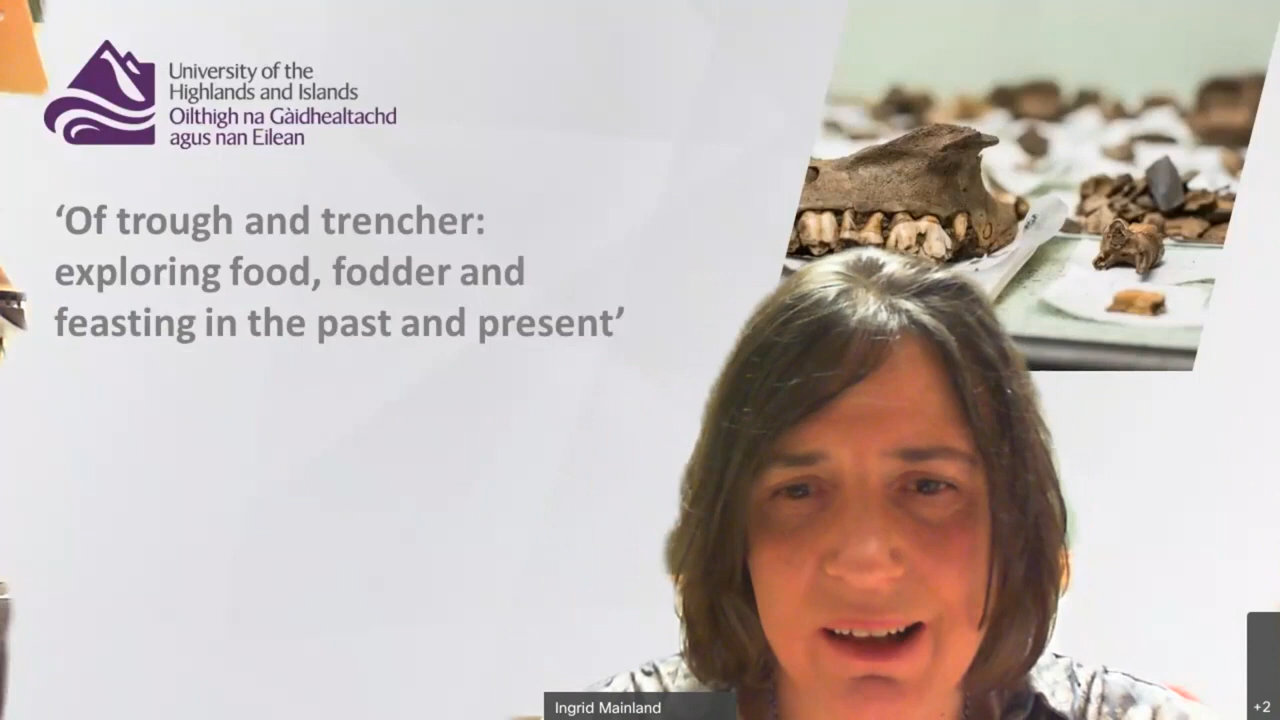 University of the
Highlands and Islands
Oilthigh na Gàidhealtachd
agus nan Eilean
‘Of trough and trencher:
exploring food, fodder and
feasting in the past and present’
Ingrid Mainland
+2